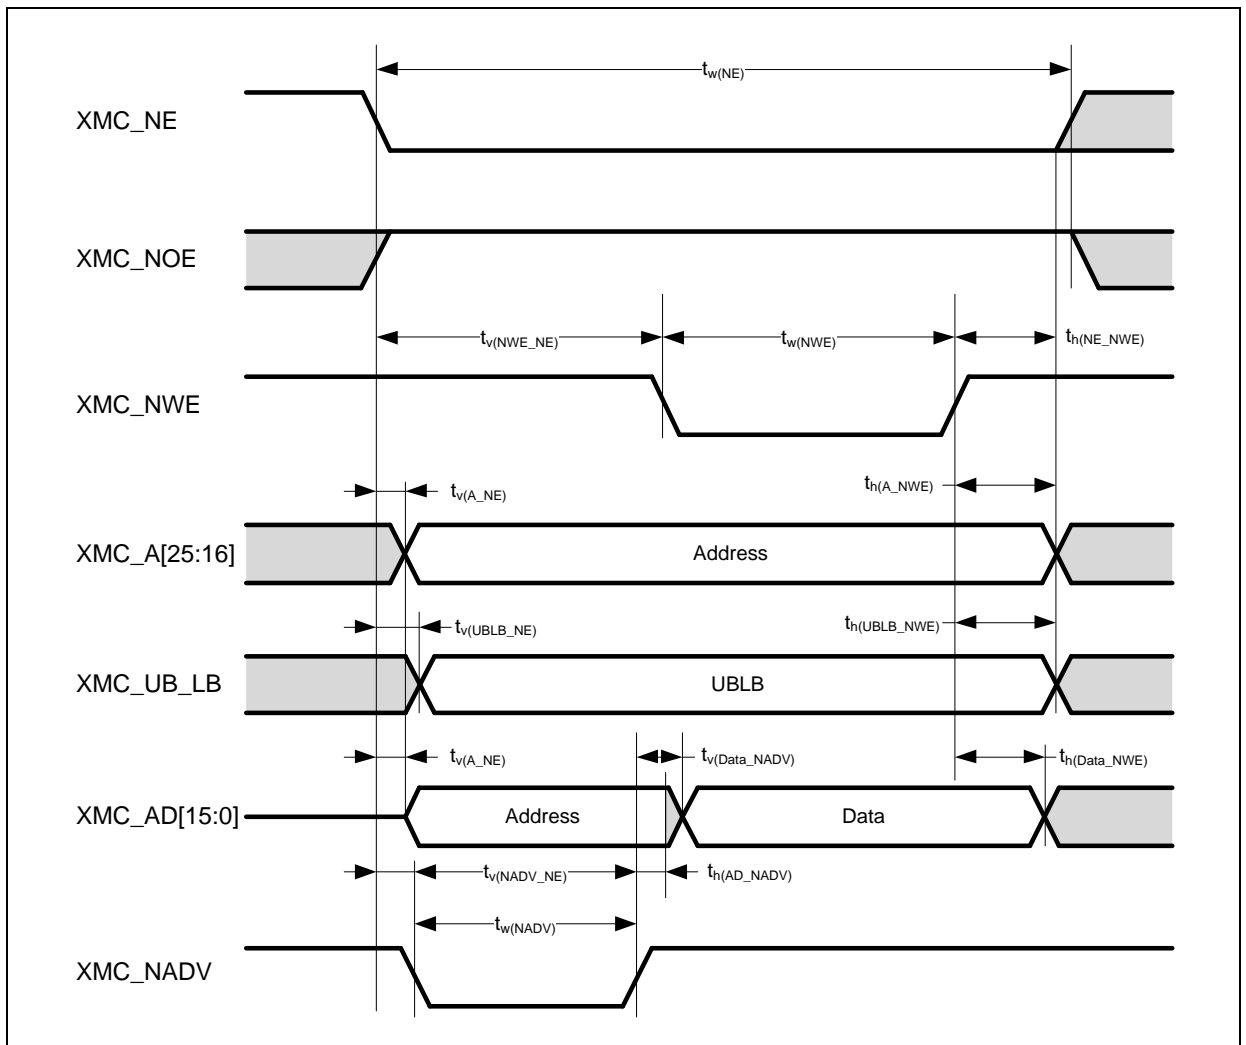 t_w(NE)
XMC_NE
XMC_NOE
t_v(NWE_NE) t_w(NWE) t_h(NE_NWE)
XMC_NWE
t_v(A_NE) t_h(A_NWE)
XMC_A[25:16] Address
t_v(UBLB_NE) t_h(UBLB_NWE)
XMC_UB_LB UBLB
t_v(A_NE) t_v(Data_NADV) t_h(Data_NWE)
XMC_AD[15:0] Address Data
t_v(NADV_NE) t_h(AD_NADV)
t_w(NADV)
XMC_NADV